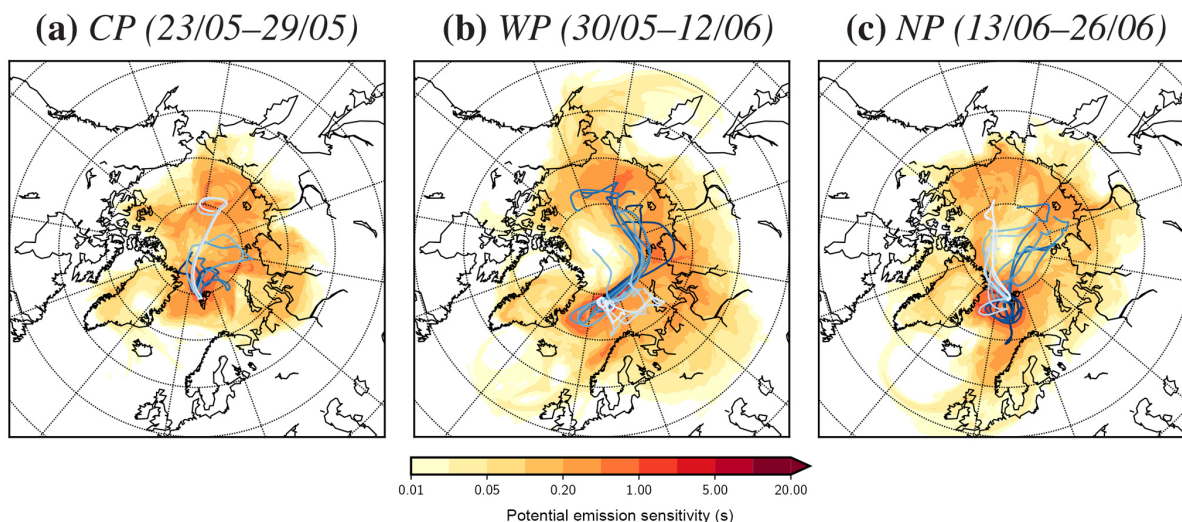 (a) CP (23/05–29/05)
(b) WP (30/05–12/06)
(c) NP (13/06–26/06)
0.01 0.05 0.20 1.00 5.00 20.00
Potential emission sensitivity (s)